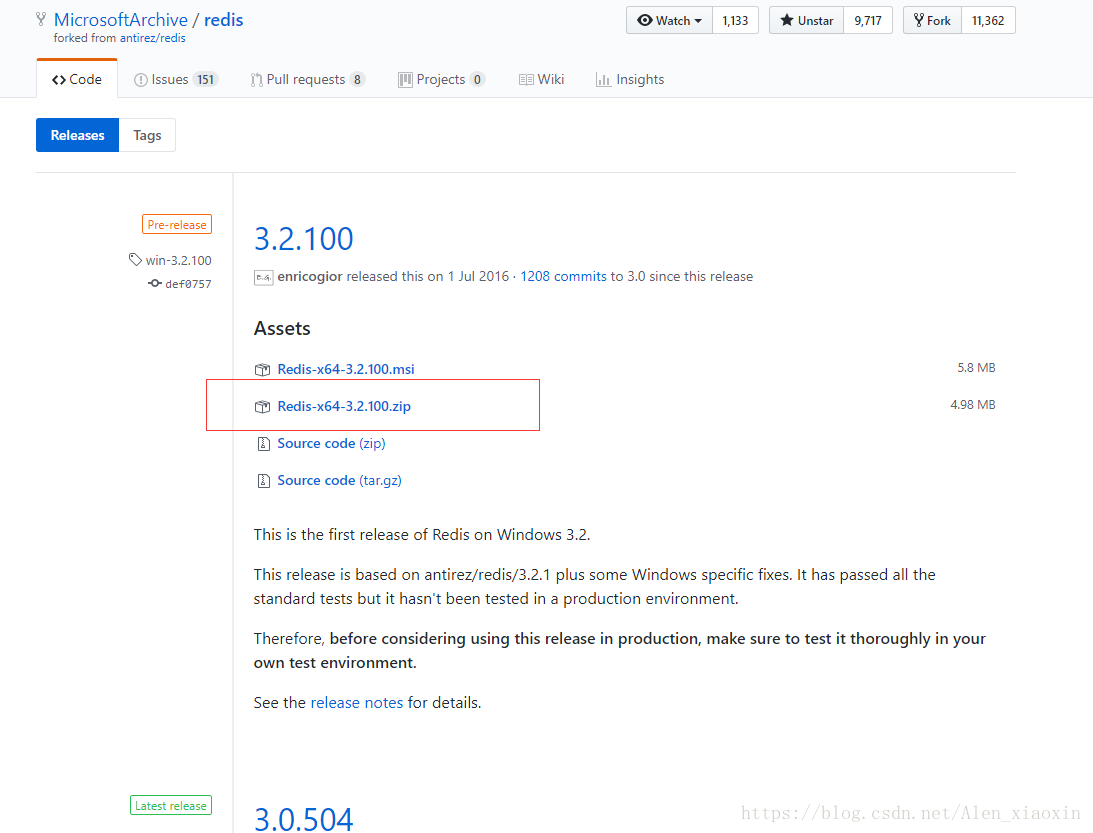 MicrosoftArchive / redis
forked from antirez/redis
Watch 1,133
Unstar 9,717
Fork 11,362
Code
Issues 151
Pull requests 8
Projects 0
Wiki
Insights
Releases
Tags
Pre-release
win-3.2.100
def0757
3.2.100
enricogior released this on 1 Jul 2016 · 1208 commits to 3.0 since this release
Assets
Redis-x64-3.2.100.msi 5.8 MB
Redis-x64-3.2.100.zip 4.98 MB
Source code (zip)
Source code (tar.gz)
This is the first release of Redis on Windows 3.2.
This release is based on antirez/redis/3.2.1 plus some Windows specific fixes. It has passed all the
standard tests but it hasn't been tested in a production environment.
Therefore, before considering using this release in production, make sure to test it thoroughly in your
own test environment.
See the release notes for details.
Latest release
3.0.504
https://blog.csdn.net/Alen_xiaoxin